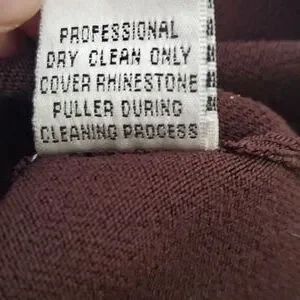 PROFESSIONAL
DRY CLEAN ONLY
COVER RHINESTONE
PULLER DURING
CLEANING PROCESS